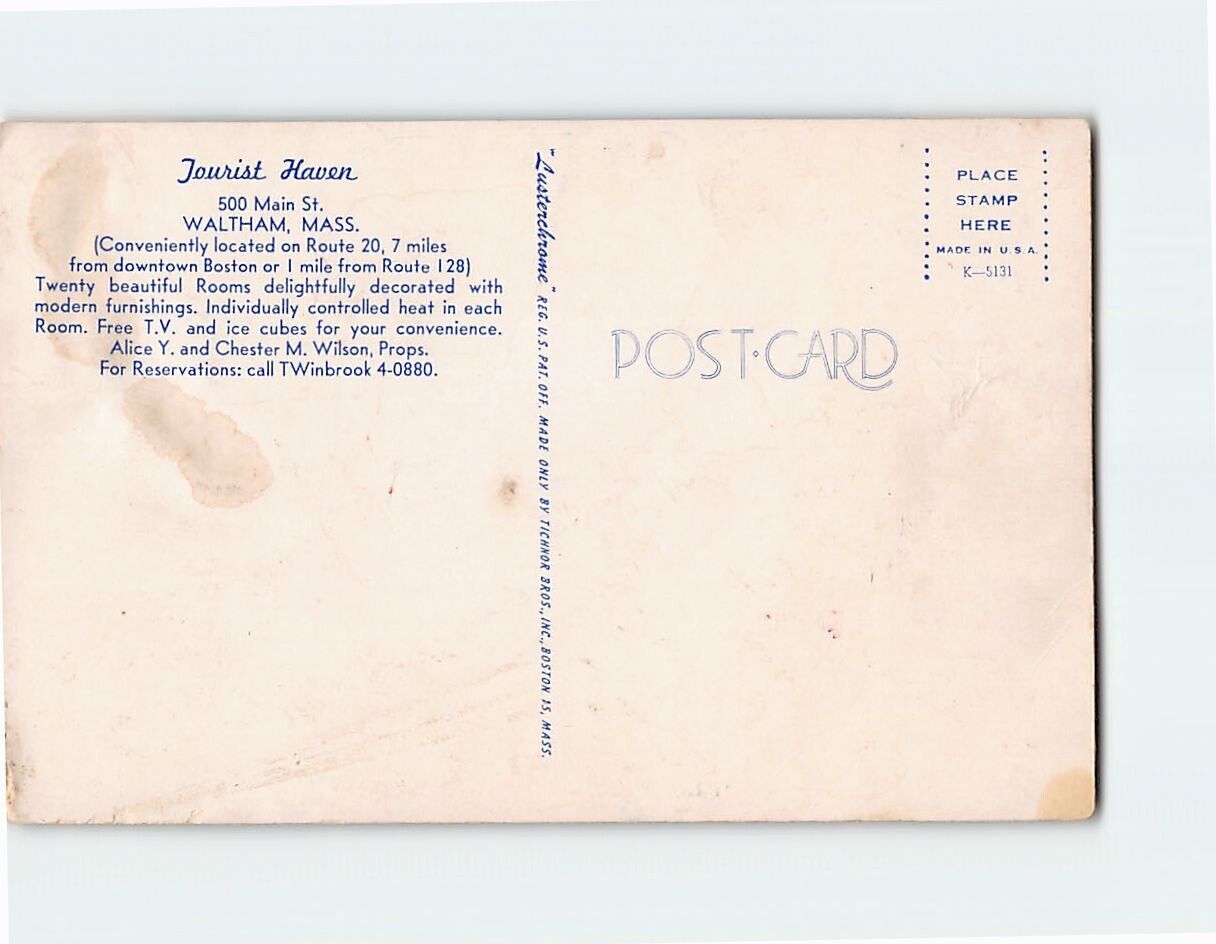 Tourist Haven
500 Main St.
WALTHAM, MASS.
(Conveniently located on Route 20, 7 miles
from downtown Boston or 1 mile from Route 128)
Twenty beautiful Rooms delightfully decorated with
modern furnishings. Individually controlled heat in each
Room. Free T.V. and ice cubes for your convenience.
Alice Y. and Chester M. Wilson, Props.
For Reservations: call TWinbrook 4-0880.
"Lusterchrome" REG. U.S. PAT. OFF. MADE ONLY BY TICHNOR BROS., INC., BOSTON 15, MASS.
POST·CARD
PLACE
STAMP
HERE
MADE IN U.S.A.
K—5131